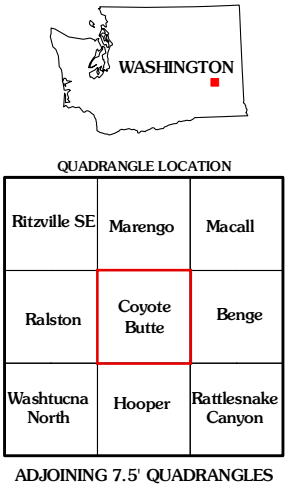 WASHINGTON
QUADRANGLE LOCATION
Ritzville SE
Marengo
Macall
Ralston
Coyote
Butte
Benge
Washtucna
North
Hooper
Rattlesnake
Canyon
ADJOINING 7.5' QUADRANGLES